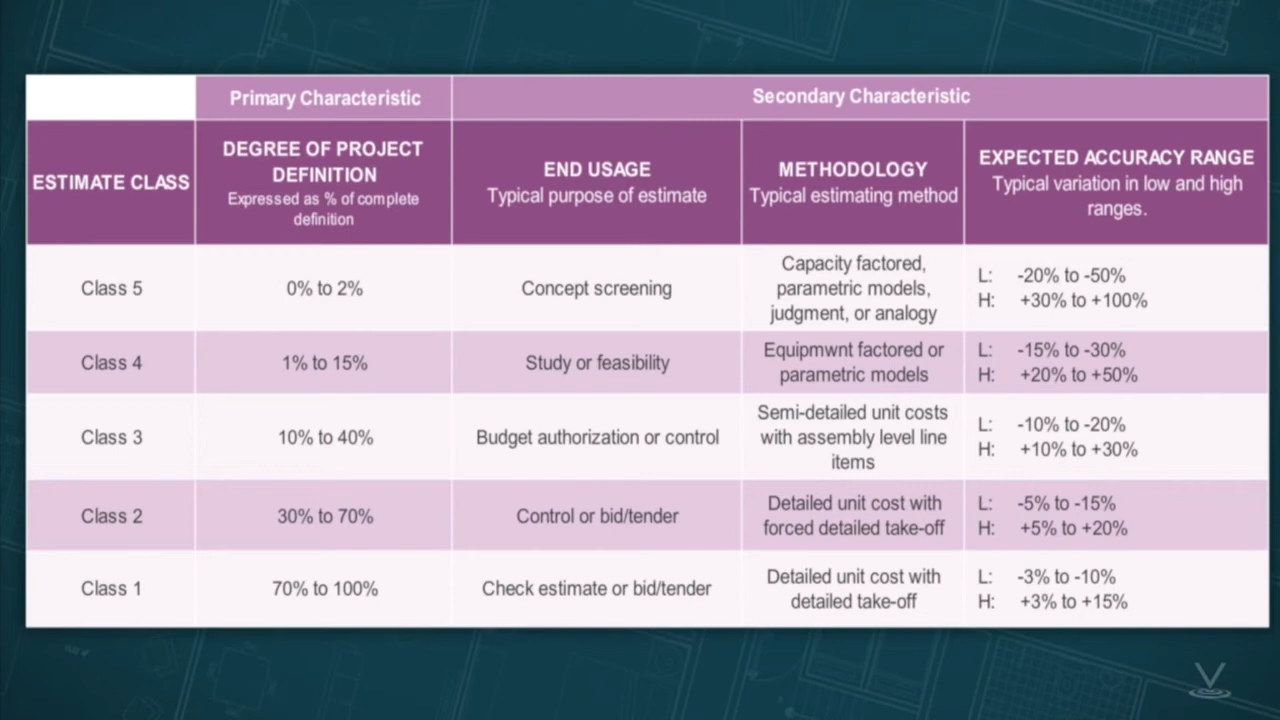 Primary Characteristic
Secondary Characteristic
ESTIMATE CLASS
DEGREE OF PROJECT
DEFINITION
Expressed as % of complete
definition
END USAGE
Typical purpose of estimate
METHODOLOGY
Typical estimating method
EXPECTED ACCURACY RANGE
Typical variation in low and high
ranges.
Class 5
0% to 2%
Concept screening
Capacity factored,
parametric models,
judgment, or analogy
L: -20% to -50%
H: +30% to +100%
Class 4
1% to 15%
Study or feasibility
Equipmwnt factored or
parametric models
L: -15% to -30%
H: +20% to +50%
Class 3
10% to 40%
Budget authorization or control
Semi-detailed unit costs
with assembly level line
items
L: -10% to -20%
H: +10% to +30%
Class 2
30% to 70%
Control or bid/tender
Detailed unit cost with
forced detailed take-off
L: -5% to -15%
H: +5% to +20%
Class 1
70% to 100%
Check estimate or bid/tender
Detailed unit cost with
detailed take-off
L: -3% to -10%
H: +3% to +15%
V